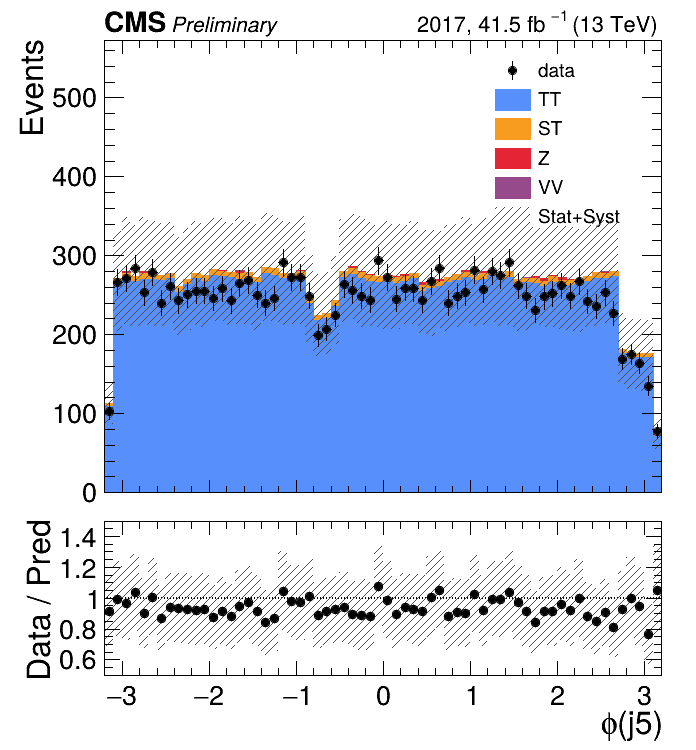 CMS Preliminary 2017, 41.5 fb⁻¹ (13 TeV)
Events
500
400
300
200
100
0
data
TT
ST
Z
VV
Stat+Syst
Data / Pred
1.4
1.2
1
0.8
0.6
−3 −2 −1 0 1 2 3
ϕ(j5)